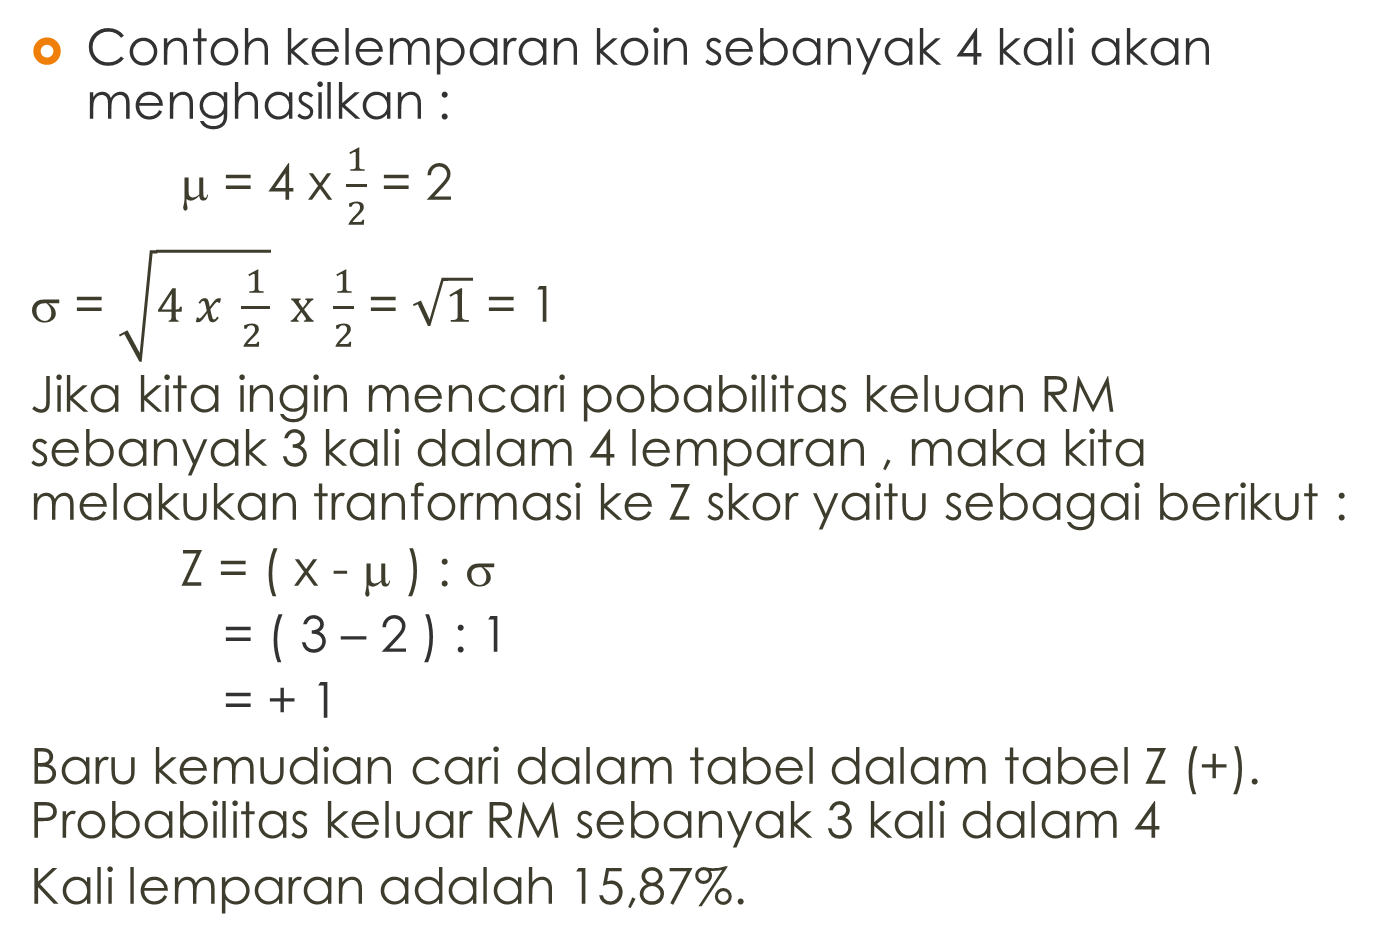 Contoh kelemparan koin sebanyak 4 kali akan
menghasilkan :
μ = 4 x 1/2 = 2
σ = √(4 x 1/2) x 1/2 = √1 = 1
Jika kita ingin mencari pobabilitas keluan RM
sebanyak 3 kali dalam 4 lemparan , maka kita
melakukan tranformasi ke Z skor yaitu sebagai berikut :
Z = ( x - μ ) : σ
= ( 3 – 2 ) : 1
= + 1
Baru kemudian cari dalam tabel dalam tabel Z (+).
Probabilitas keluar RM sebanyak 3 kali dalam 4
Kali lemparan adalah 15,87%.